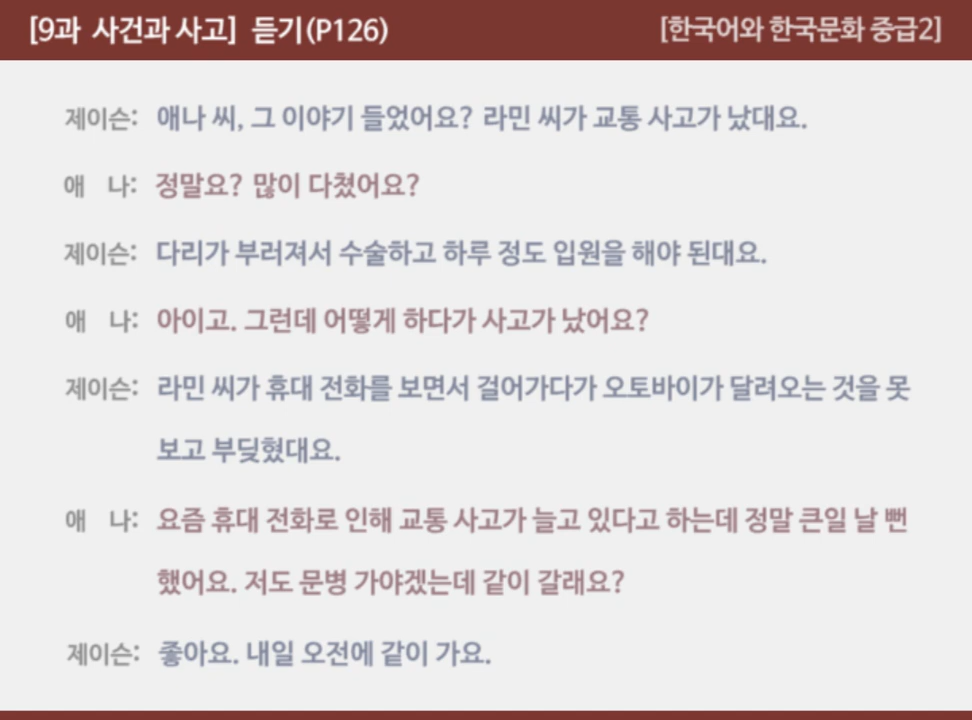 [9과 사건과 사고] 듣기(P126) [한국어와 한국문화 중급2]
제이슨: 애나 씨, 그 이야기 들었어요? 라민 씨가 교통 사고가 났대요.
애 나: 정말요? 많이 다쳤어요?
제이슨: 다리가 부러져서 수술하고 하루 정도 입원을 해야 된대요.
애 나: 아이고. 그런데 어떻게 하다가 사고가 났어요?
제이슨: 라민 씨가 휴대 전화를 보면서 걸어가다가 오토바이가 달려오는 것을 못
보고 부딪혔대요.
애 나: 요즘 휴대 전화로 인해 교통 사고가 늘고 있다고 하는데 정말 큰일 날 뻔
했어요. 저도 문병 가야겠는데 같이 갈래요?
제이슨: 좋아요. 내일 오전에 같이 가요.